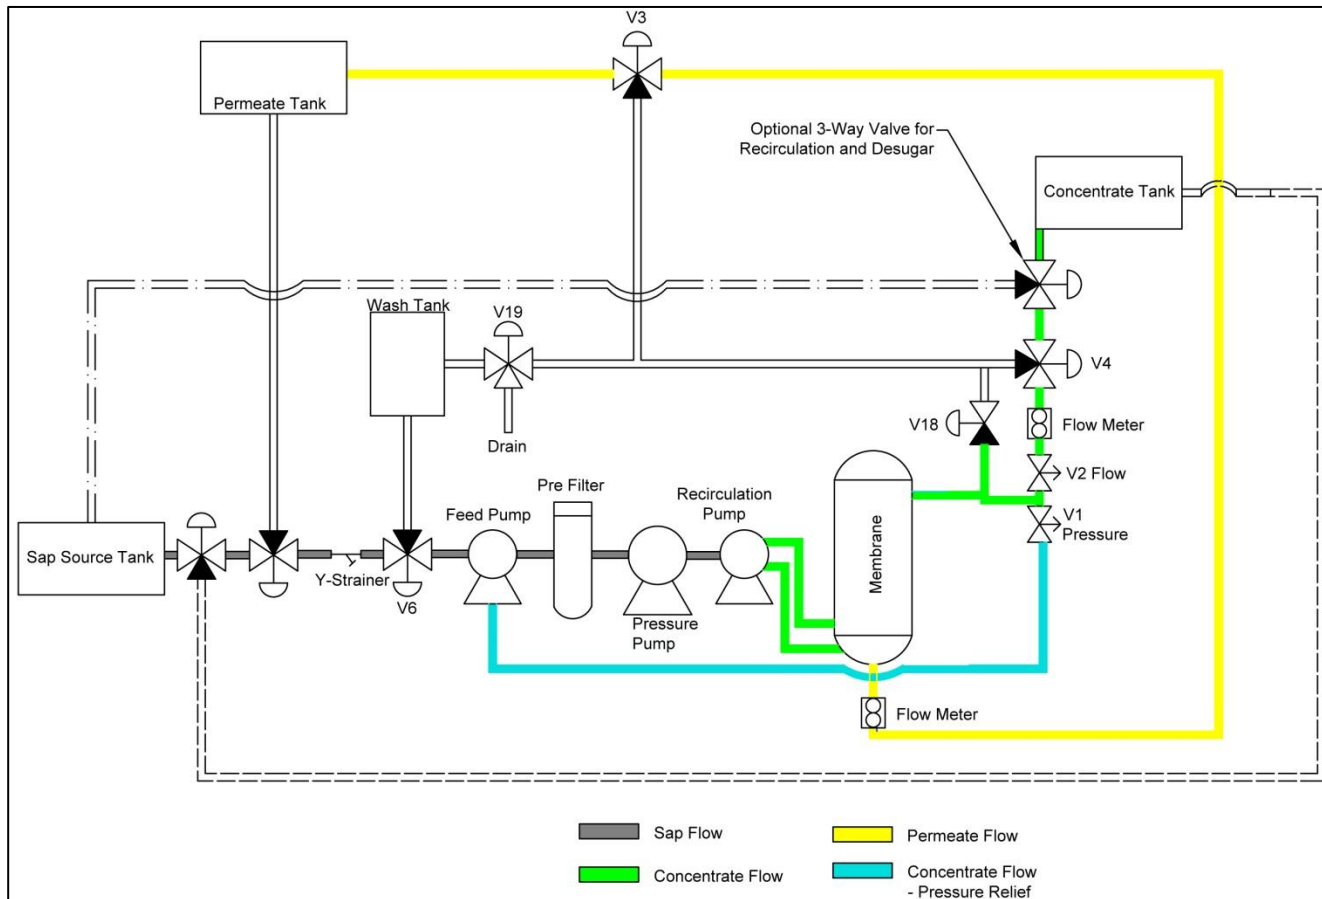 V3
Permeate Tank
Optional 3-Way Valve for
Recirculation and Desugar
Concentrate Tank
Wash Tank
V19
V4
Drain
V18
Flow Meter
V2 Flow
Pre Filter
Recirculation
Pump
Feed Pump
V1
Pressure
Sap Source Tank
Membrane
Y-Strainer
V6
Pressure
Pump
Flow Meter
Sap Flow
Permeate Flow
Concentrate Flow
Concentrate Flow
- Pressure Relief